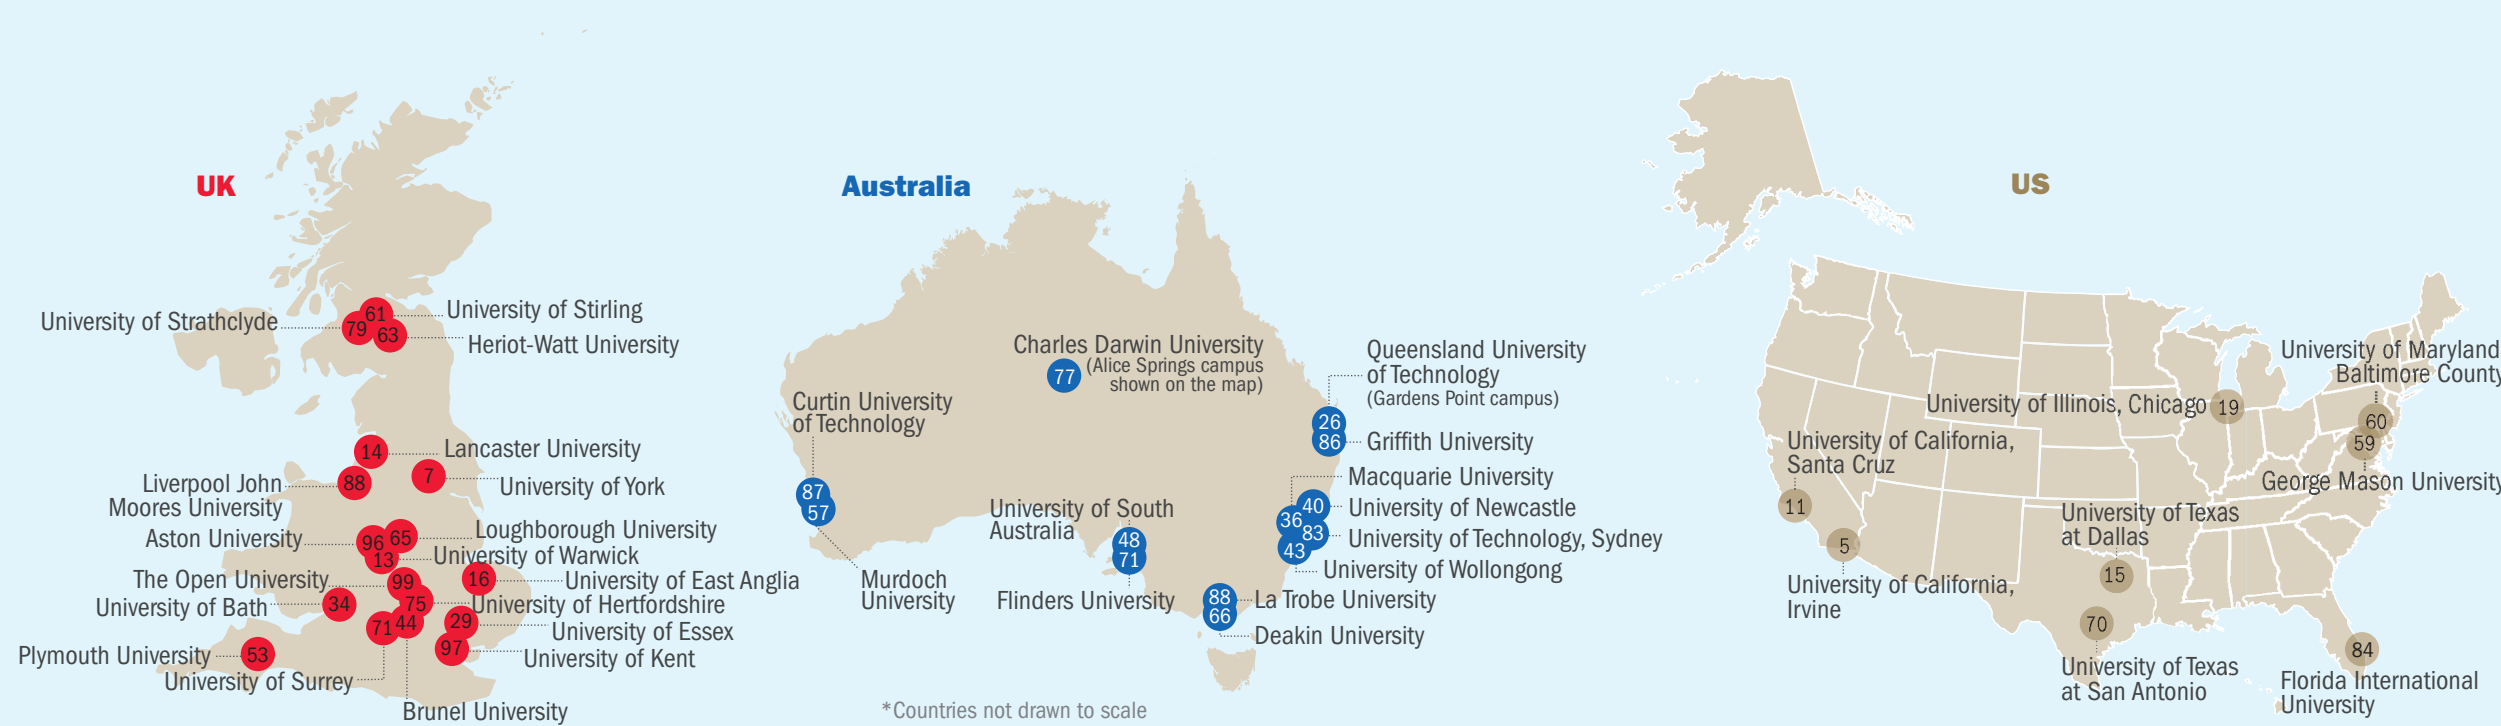 UK
University of Strathclyde
79
61
University of Stirling
63
Heriot-Watt University
14
Lancaster University
Liverpool John
Moores University
88
7
University of York
Aston University
96
65
Loughborough University
13
University of Warwick
The Open University
99
16
University of East Anglia
University of Bath
34
75
University of Hertfordshire
71
44
29
University of Essex
Plymouth University
53
97
University of Kent
University of Surrey
Brunel University
Australia
Charles Darwin University
(Alice Springs campus
shown on the map)
77
Queensland University
of Technology
(Gardens Point campus)
Curtin University
of Technology
26
86
Griffith University
Macquarie University
87
57
40
University of Newcastle
36
University of South
Australia
83
University of Technology, Sydney
48
71
43
University of Wollongong
Murdoch
University
Flinders University
88
La Trobe University
66
Deakin University
*Countries not drawn to scale
US
University of Maryland
Baltimore County
University of Illinois, Chicago
19
60
59
University of California,
Santa Cruz
George Mason University
11
University of Texas
at Dallas
5
15
University of California,
Irvine
70
84
University of Texas
at San Antonio
Florida International
University